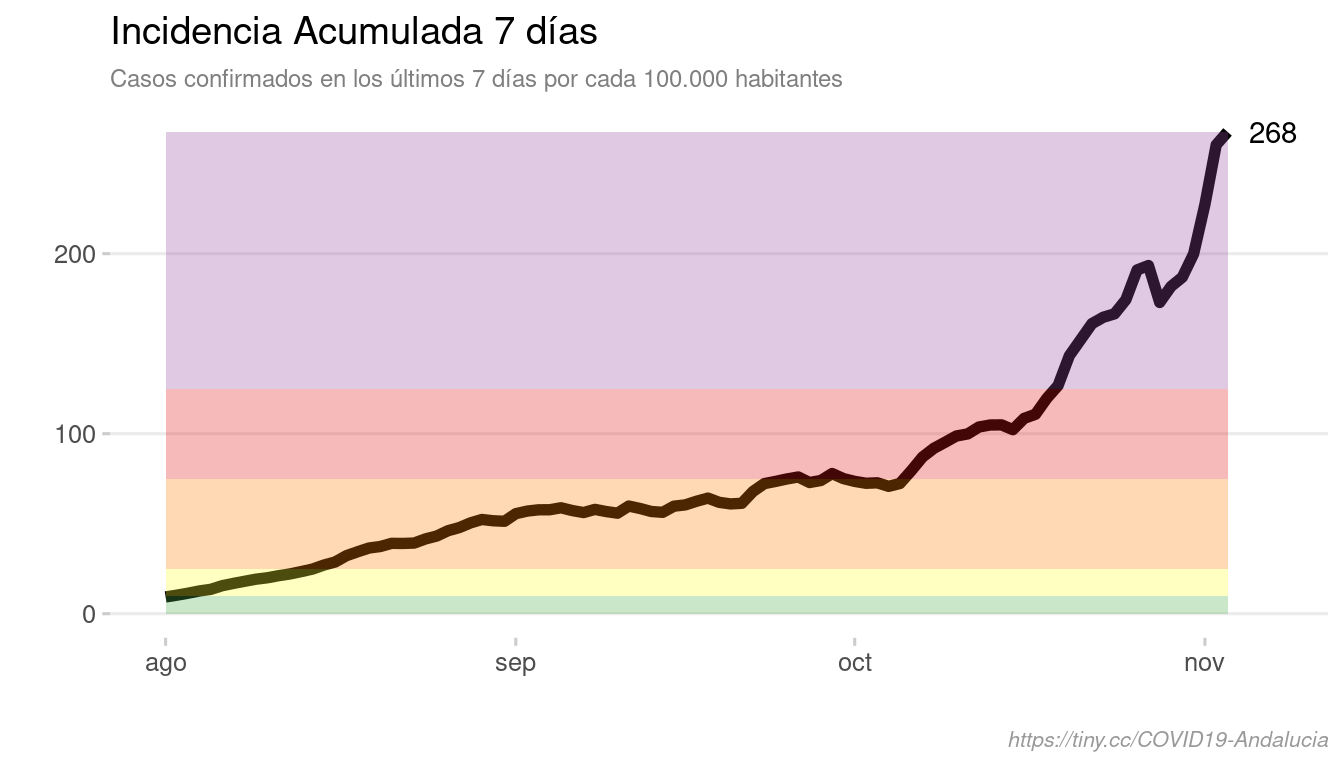 Incidencia Acumulada 7 días
Casos confirmados en los últimos 7 días por cada 100.000 habitantes
268
200
100
0
ago sep oct nov
https://tiny.cc/COVID19-Andalucia